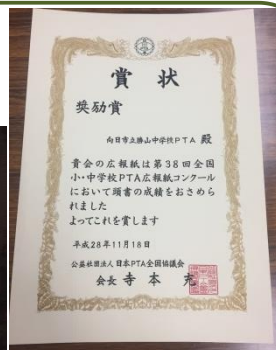 賞状
奨励賞
向日市立勝山中学校PTA 殿
貴会の広報紙は第38回全国
小・中学校PTA広報紙コンクール
において頭書の成績をおさめら
れました
よってこれを賞します
平成28年11月18日
公益社団法人 日本PTA全国協議会
会長 寺本 充